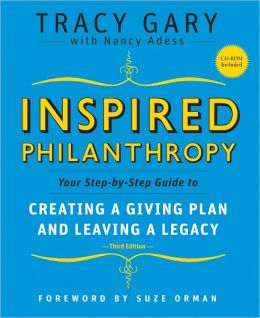 TRACY GARY
with Nancy Adess
CD-ROM
Included
INSPIRED
PHILANTHROPY
Your Step-by-Step Guide to
CREATING A GIVING PLAN
AND LEAVING A LEGACY
Third Edition
FOREWORD BY SUZE ORMAN